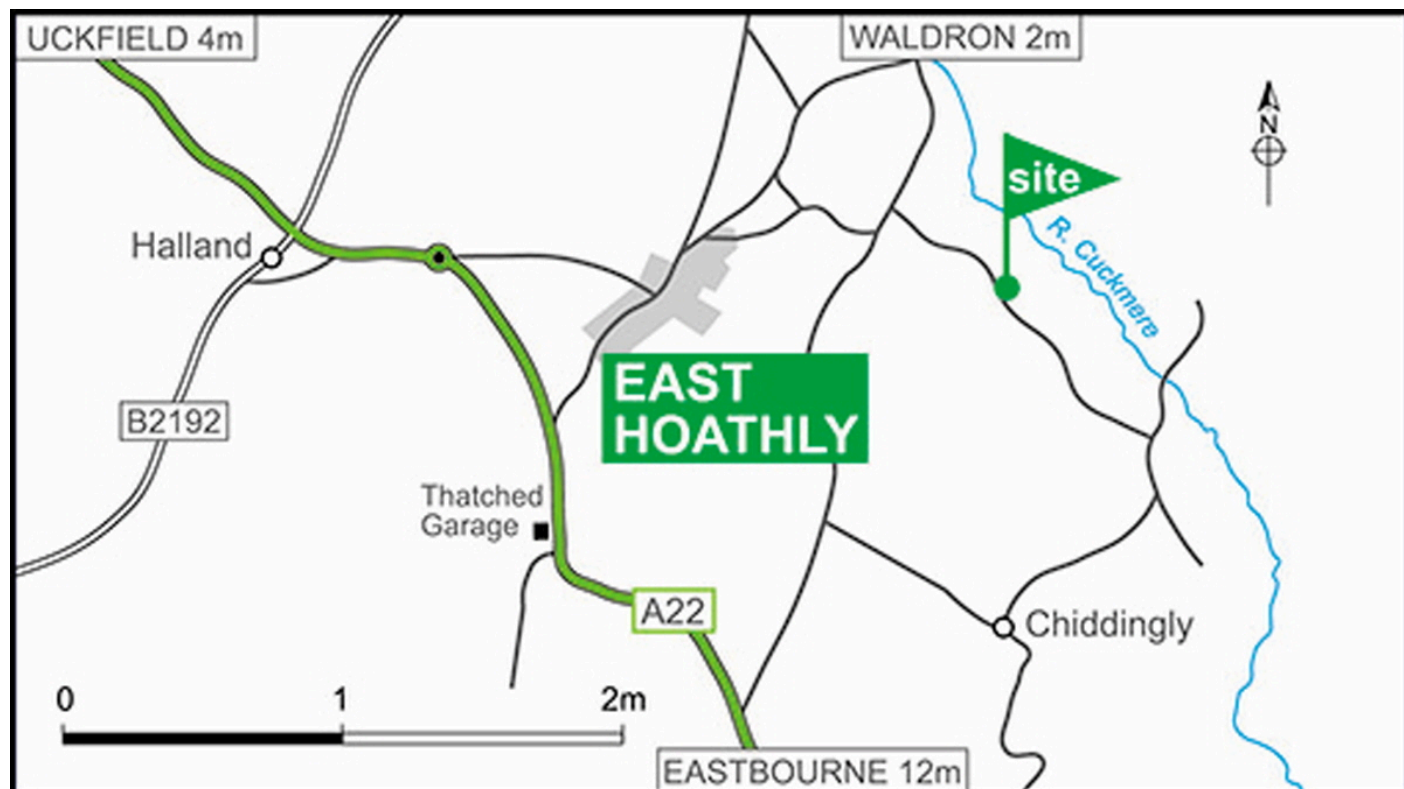 UCKFIELD 4m
WALDRON 2m
N
site
Halland
R. Cuckmere
EAST
HOATHLY
B2192
Thatched
Garage
A22
Chiddingly
0 1 2m
EASTBOURNE 12m